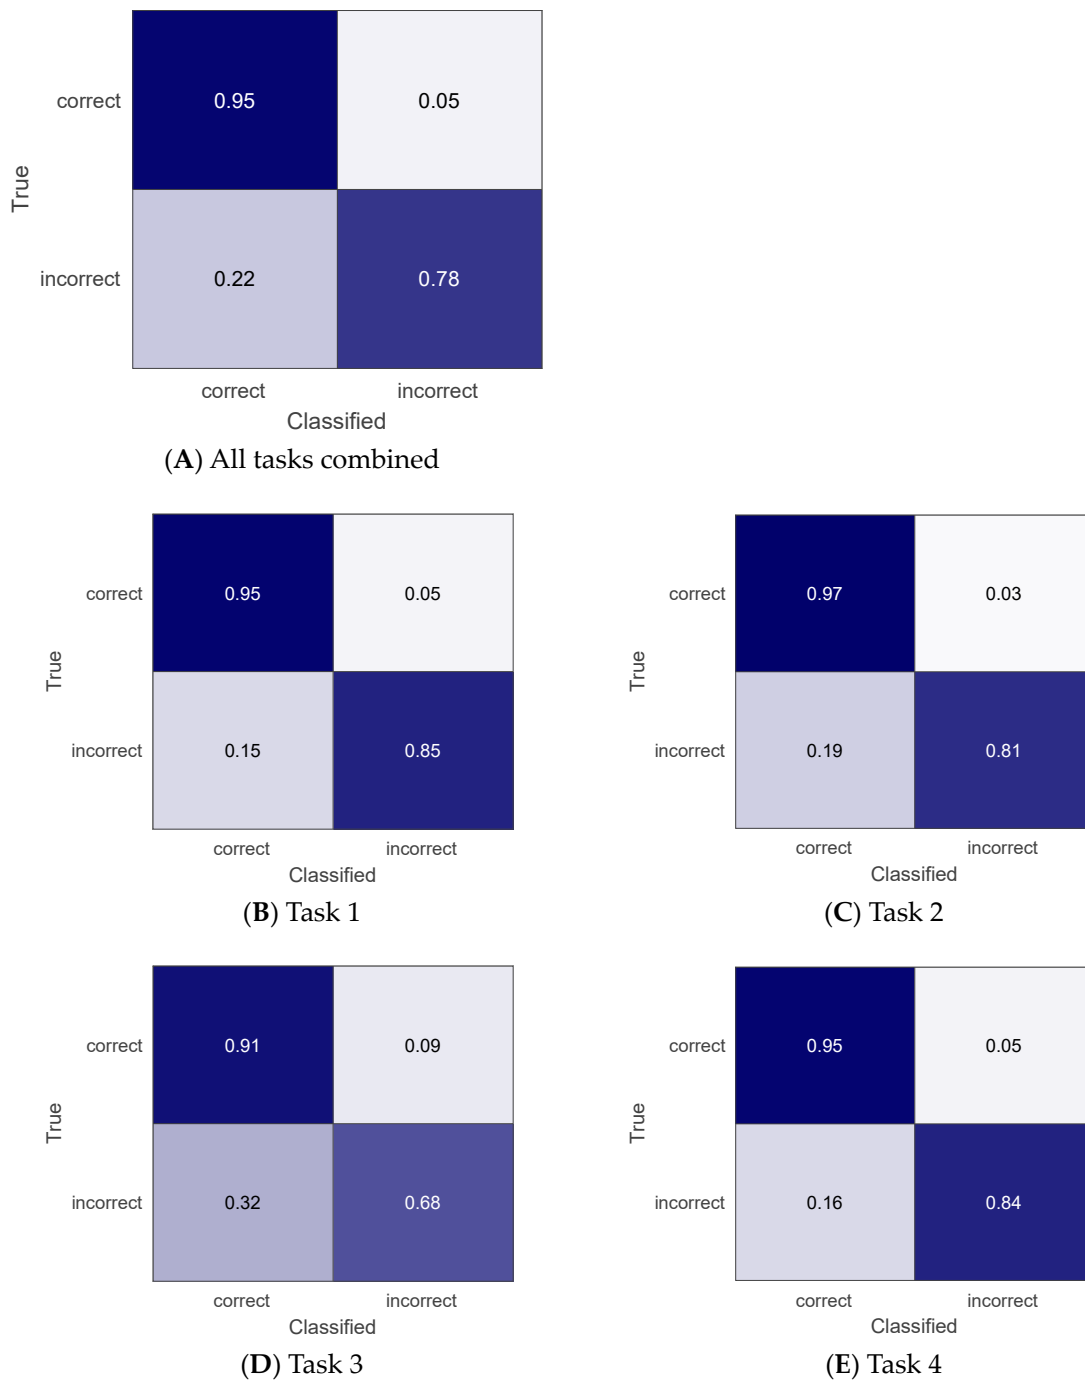 correct 0.95 0.05
True
incorrect 0.22 0.78
correct incorrect
Classified
(A) All tasks combined
correct 0.95 0.05
True
incorrect 0.15 0.85
correct incorrect
Classified
(B) Task 1
correct 0.97 0.03
True
incorrect 0.19 0.81
correct incorrect
Classified
(C) Task 2
correct 0.91 0.09
True
incorrect 0.32 0.68
correct incorrect
Classified
(D) Task 3
correct 0.95 0.05
True
incorrect 0.16 0.84
correct incorrect
Classified
(E) Task 4